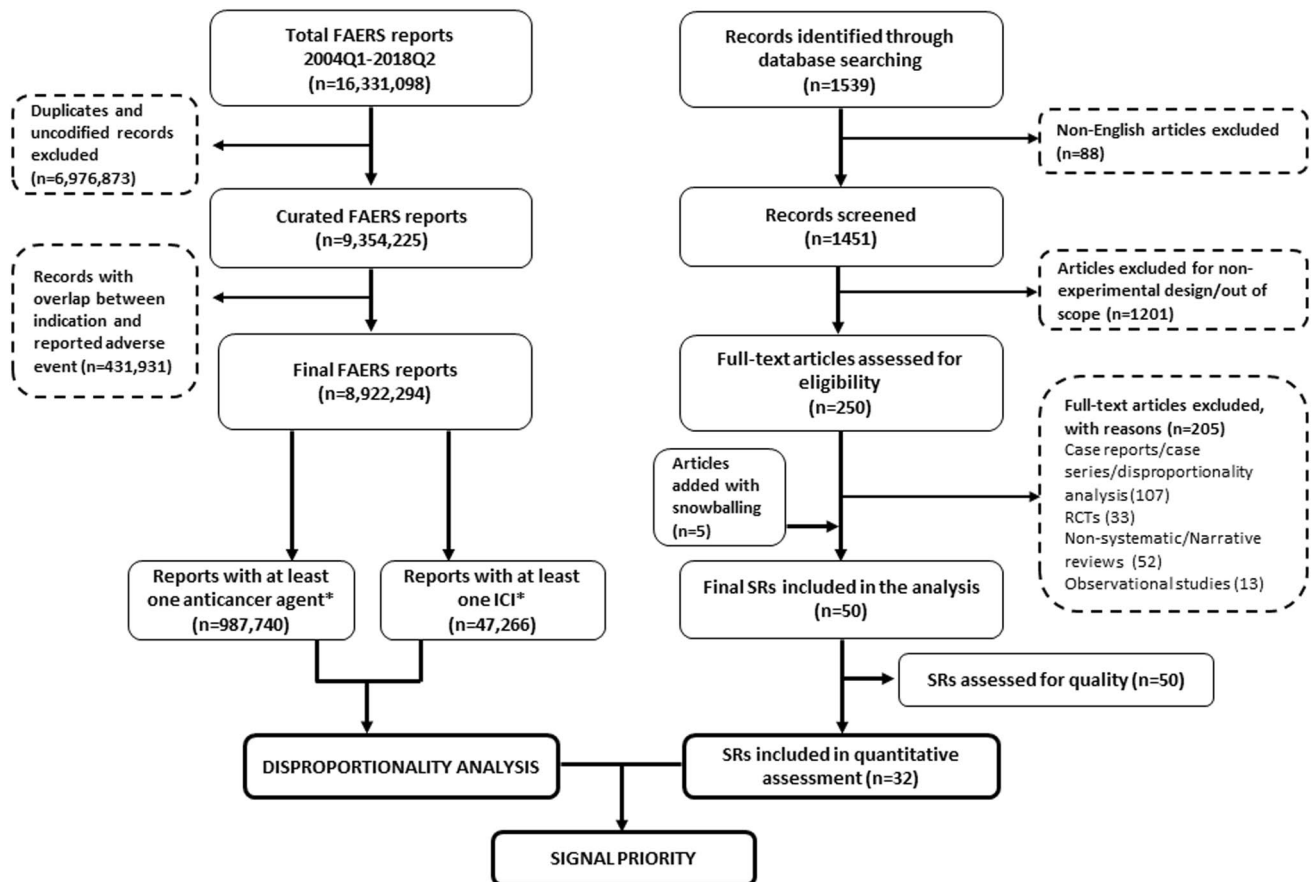 Total FAERS reports
2004Q1-2018Q2
(n=16,331,098)
Duplicates and
uncodified records
excluded
(n=6,976,873)
Curated FAERS reports
(n=9,354,225)
Records with
overlap between
indication and
reported adverse
event (n=431,931)
Final FAERS reports
(n=8,922,294)
Reports with at least
one anticancer agent*
(n=987,740)
Reports with at least
one ICI*
(n=47,266)
DISPROPORTIONALITY ANALYSIS
Records identified through
database searching
(n=1539)
Non-English articles excluded
(n=88)
Records screened
(n=1451)
Articles excluded for non-
experimental design/out of
scope (n=1201)
Full-text articles assessed for
eligibility
(n=250)
Full-text articles excluded,
with reasons (n=205)
Case reports/case
series/disproportionality
analysis (107)
RCTs (33)
Non-systematic/Narrative
reviews (52)
Observational studies (13)
Articles
added with
snowballing
(n=5)
Final SRs included in the analysis
(n=50)
SRs assessed for quality (n=50)
SRs included in quantitative
assessment (n=32)
SIGNAL PRIORITY